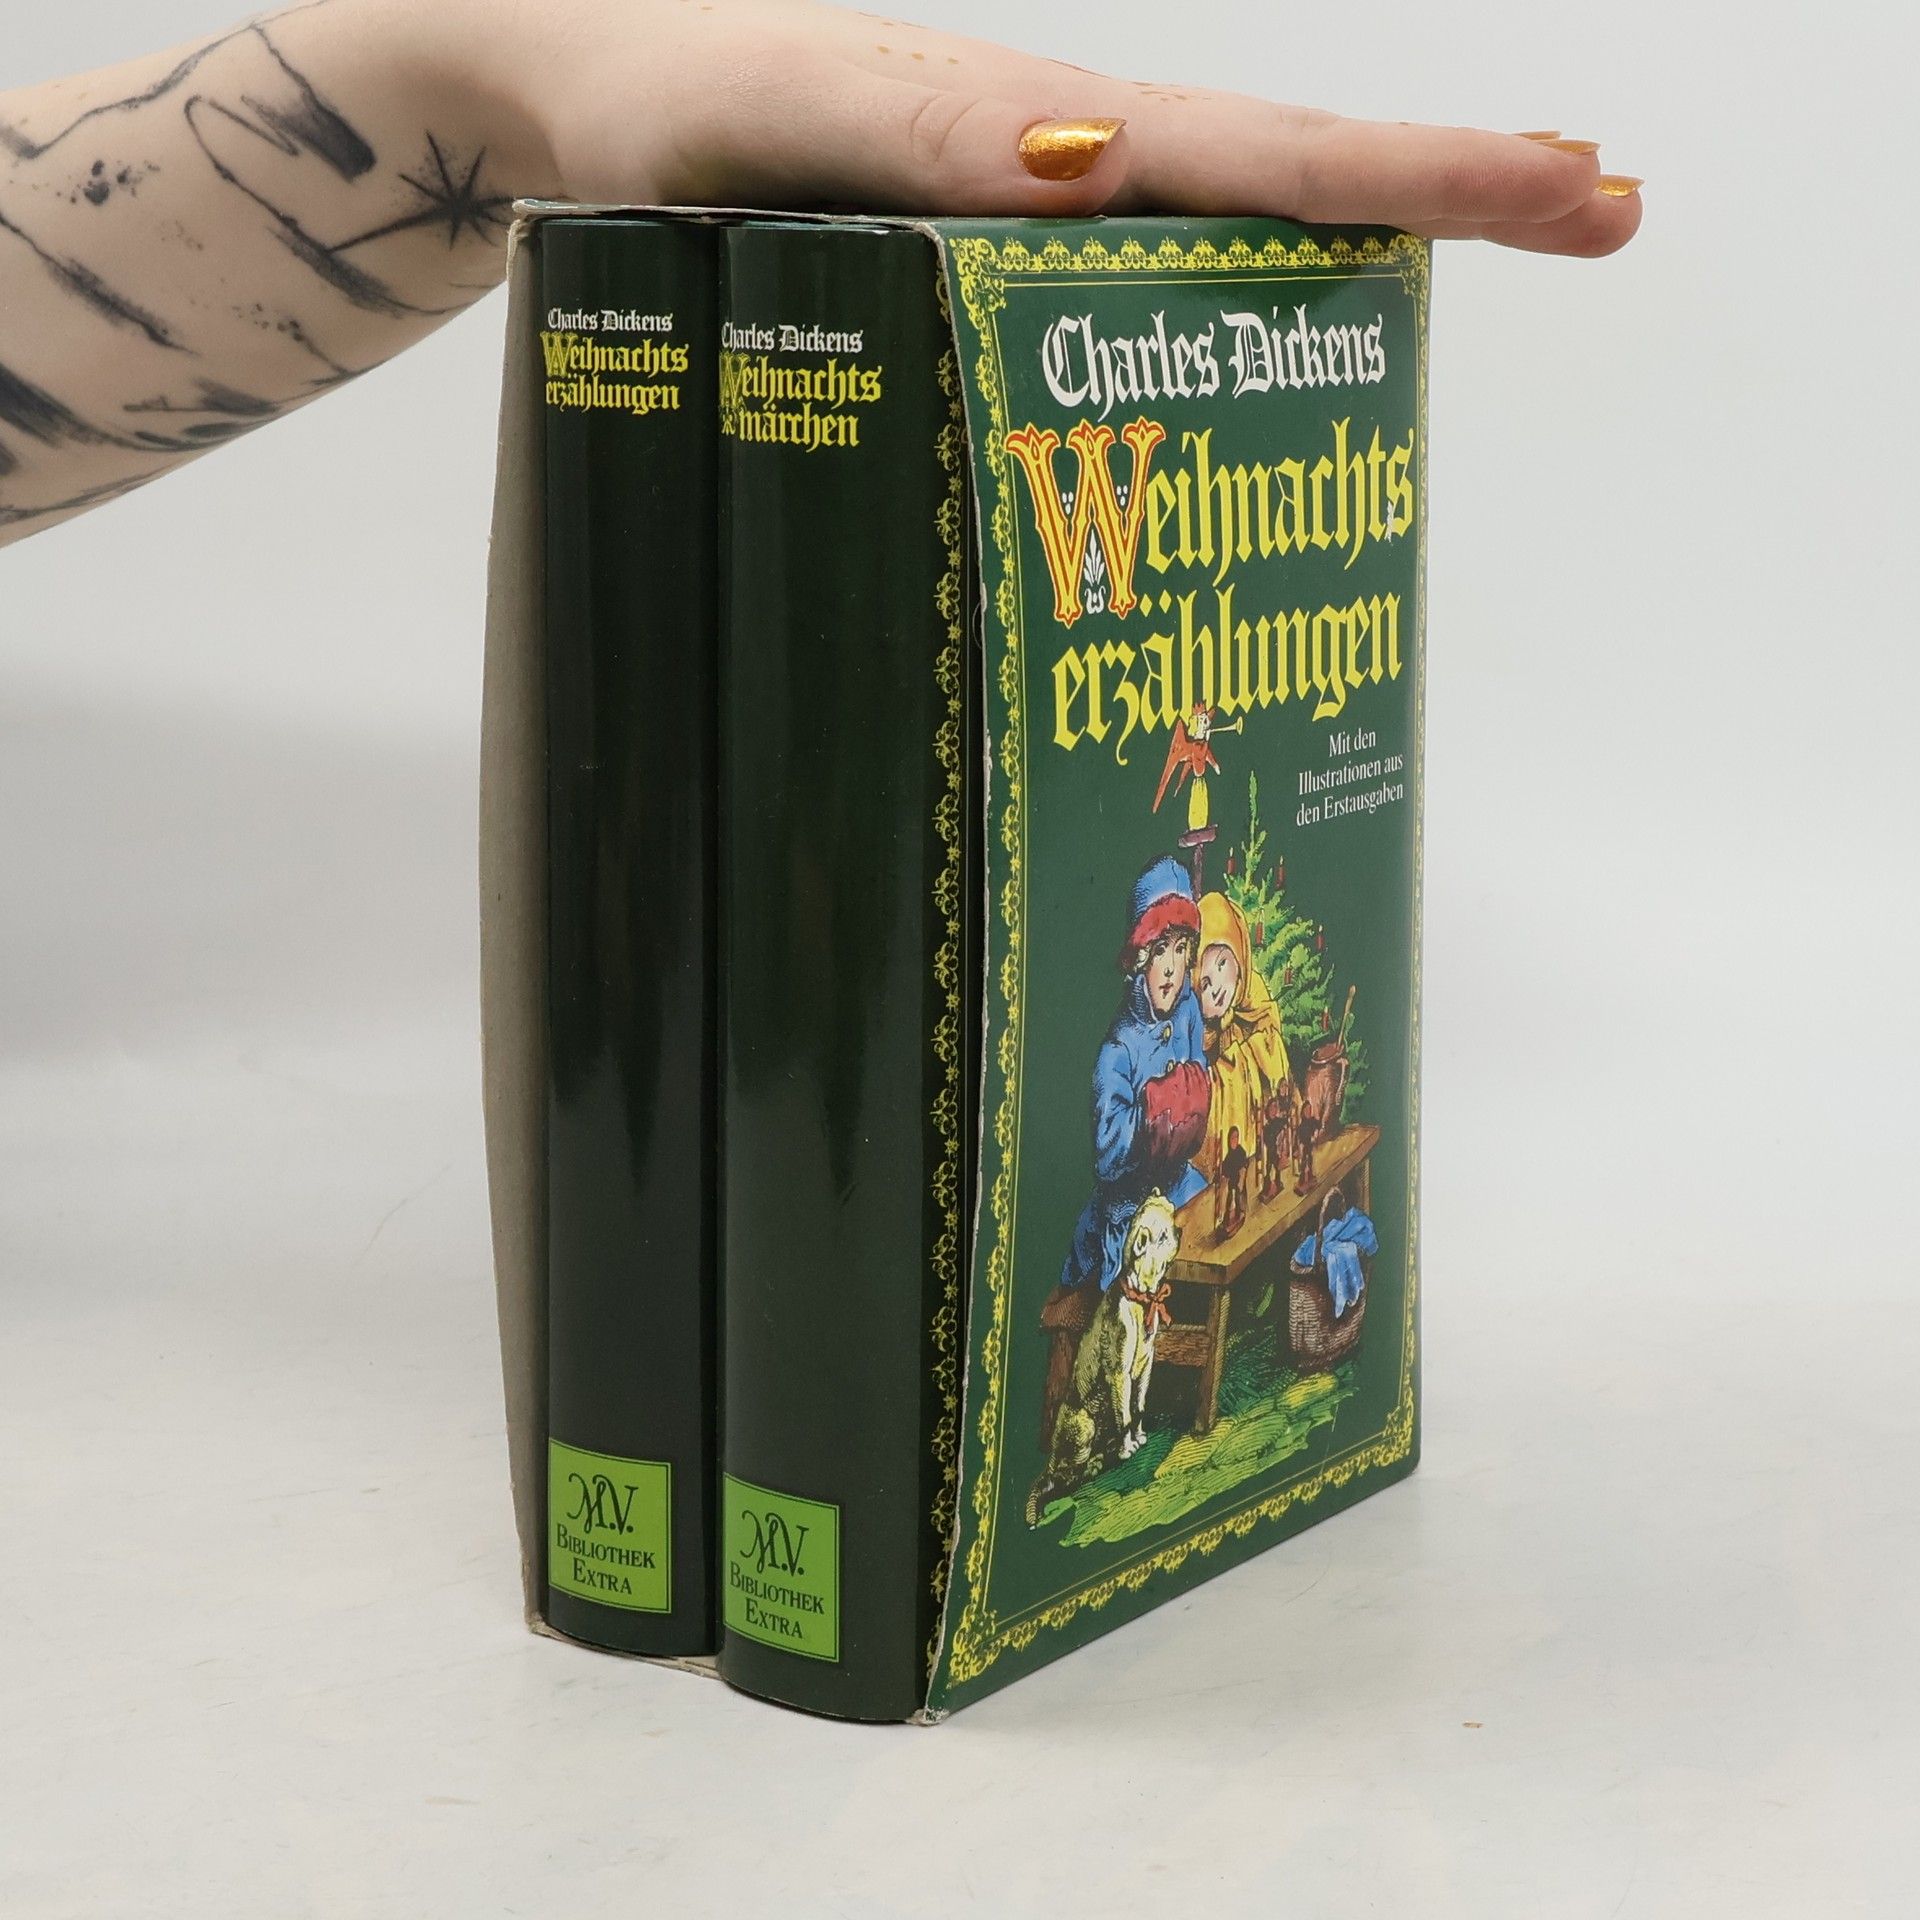 Charles Dickens
Weihnachts
erzählungen
M.V.
BIBLIOTHEK
EXTRA
Charles Dickens
Weihnachts
märchen
M.V.
BIBLIOTHEK
EXTRA
Charles Dickens
Weihnachts
erzählungen
Mit den
Illustrationen aus
den Erstausgaben